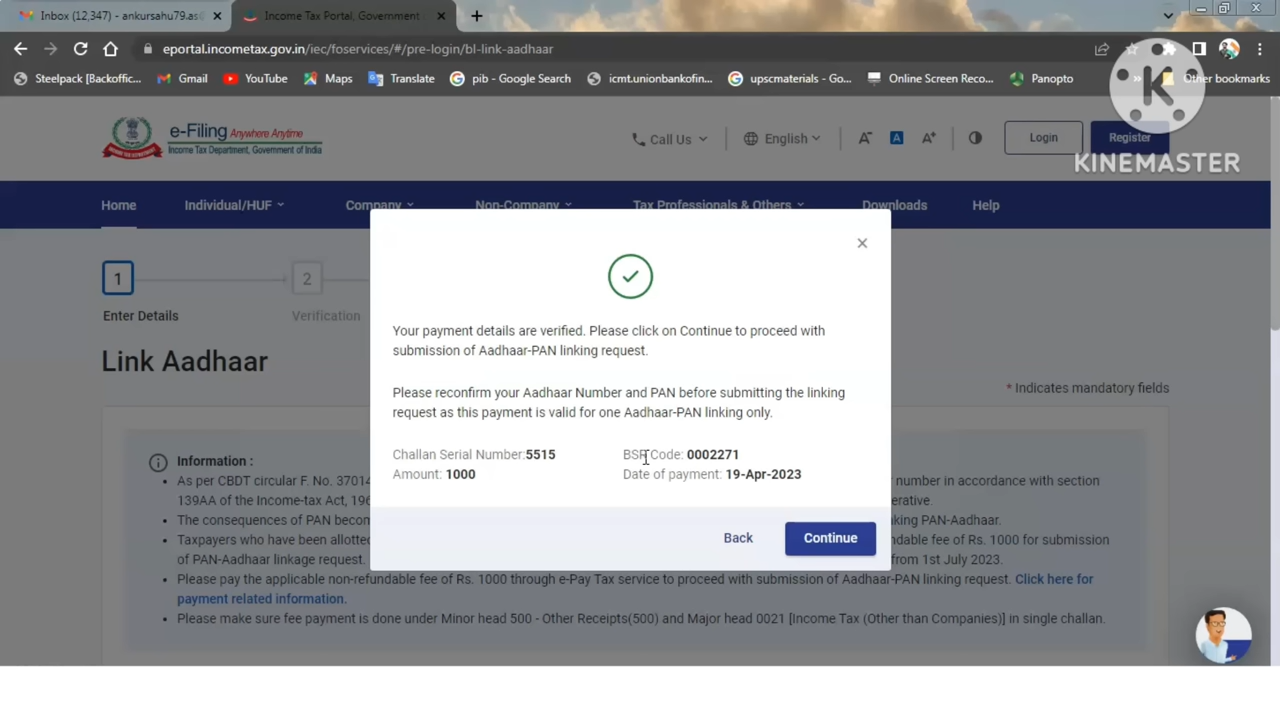 Inbox (12,347) - ankursahu79.as@
Income Tax Portal, Government
eportal.incometax.gov.in/iec/foservices/#/pre-login/bl-link-aadhaar
Steelpack [Backoffic... Gmail YouTube Maps Translate pib - Google Search icmt.unionbankofin... upscmaterials - Go... Online Screen Reco... Panopto » Other bookmarks
K
KINEMASTER
e-Filing Anywhere Anytime
Income Tax Department, Government of India
Call Us English A- A A+ Login Register
Home Individual/HUF Company Non-Company Tax Professionals & Others Downloads Help
1 2
Enter Details Verification
Link Aadhaar
* Indicates mandatory fields
Your payment details are verified. Please click on Continue to proceed with
submission of Aadhaar-PAN linking request.
Please reconfirm your Aadhaar Number and PAN before submitting the linking
request as this payment is valid for one Aadhaar-PAN linking only.
Challan Serial Number:5515 BSR Code: 0002271
Amount: 1000 Date of payment: 19-Apr-2023
Back Continue
Information :
As per CBDT circular F. No. 37014 number in accordance with section
139AA of the Income-tax Act, 196
The consequences of PAN becom king PAN-Aadhaar.
Taxpayers who have been allotted ndable fee of Rs. 1000 for submission
of PAN-Aadhaar linkage request. from 1st July 2023.
Please pay the applicable non-refundable fee of Rs. 1000 through e-Pay Tax service to proceed with submission of Aadhaar-PAN linking request. Click here for
payment related information.
Please make sure fee payment is done under Minor head 500 - Other Receipts(500) and Major head 0021 [Income Tax (Other than Companies)] in single challan.